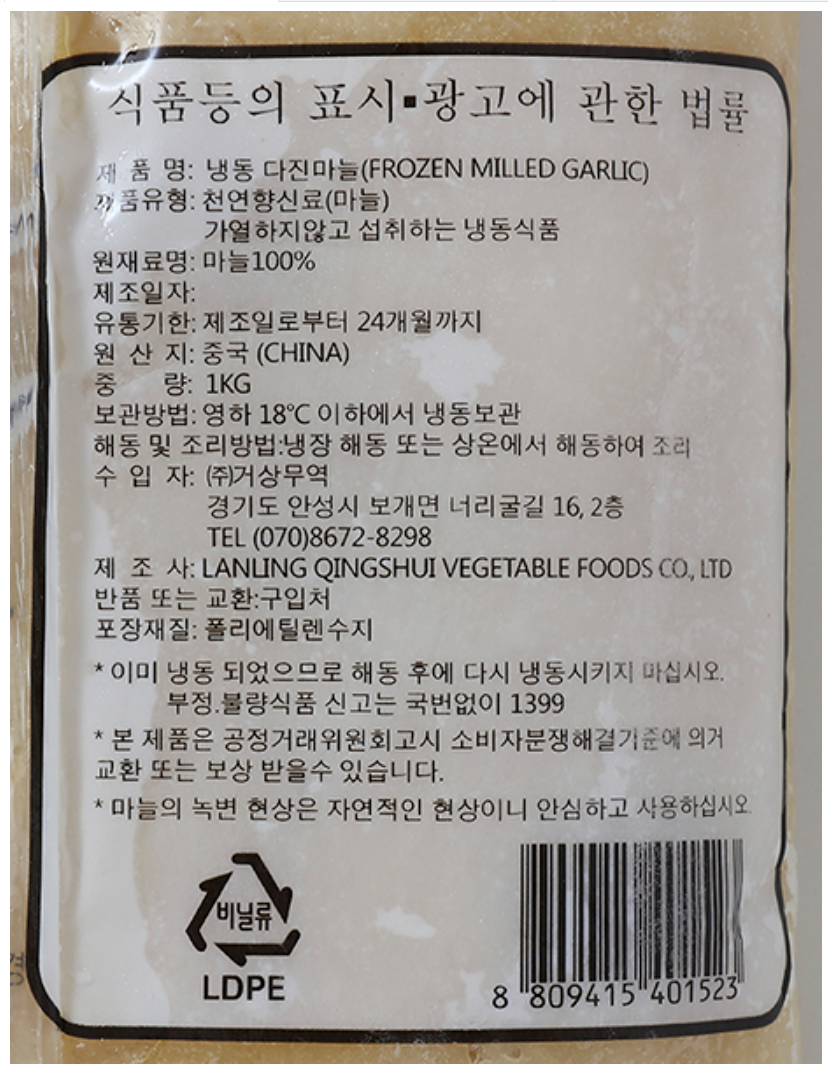 식품등의 표시▪광고에 관한 법률
제 품 명: 냉동 다진마늘(FROZEN MILLED GARLIC)
제품유형: 천연향신료(마늘)
가열하지않고 섭취하는 냉동식품
원재료명: 마늘100%
제조일자:
유통기한: 제조일로부터 24개월까지
원 산 지: 중국 (CHINA)
중 량: 1KG
보관방법: 영하 18℃ 이하에서 냉동보관
해동 및 조리방법:냉장 해동 또는 상온에서 해동하여 조리
수 입 자: ㈜거상무역
경기도 안성시 보개면 너리굴길 16, 2층
TEL (070)8672-8298
제 조 사: LANLING QINGSHUI VEGETABLE FOODS CO., LTD
반품 또는 교환:구입처
포장재질: 폴리에틸렌수지
* 이미 냉동 되었으므로 해동 후에 다시 냉동시키지 마십시오.
부정.불량식품 신고는 국번없이 1399
* 본 제품은 공정거래위원회고시 소비자분쟁해결기준에 의거
교환 또는 보상 받을수 있습니다.
* 마늘의 녹변 현상은 자연적인 현상이니 안심하고 사용하십시오.
비닐류
LDPE
8 809415 401523